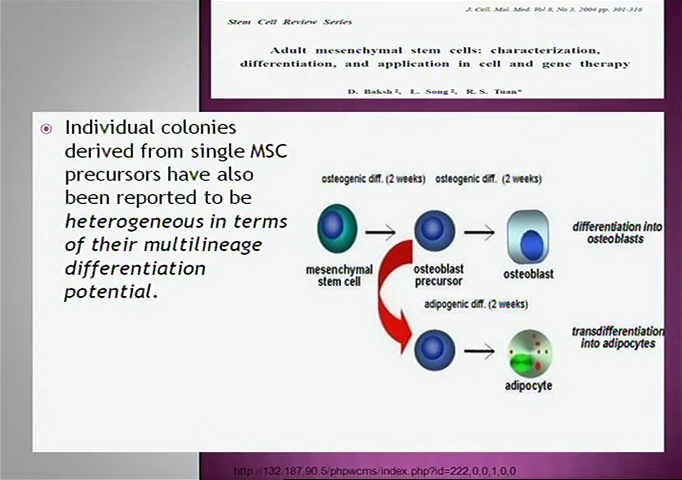 J. Cell. Mol. Med. Vol 8, No 3, 2004 pp. 301-316
Stem Cell Review Series
Adult mesenchymal stem cells: characterization,
differentiation, and application in cell and gene therapy
D. Baksh ª, L. Song ª, R. S. Tuan*
Individual colonies
derived from single MSC
precursors have also
been reported to be
heterogeneous in terms
of their multilineage
differentiation
potential.
osteogenic diff. (2 weeks) osteogenic diff. (2 weeks)
differentiation into
osteoblasts
mesenchymal
stem cell
osteoblast
precursor
osteoblast
adipogenic diff. (2 weeks)
transdifferentiation
into adipocytes
adipocyte
http://132.187.90.5/phpwcms/index.php?id=222,0,0,1,0,0